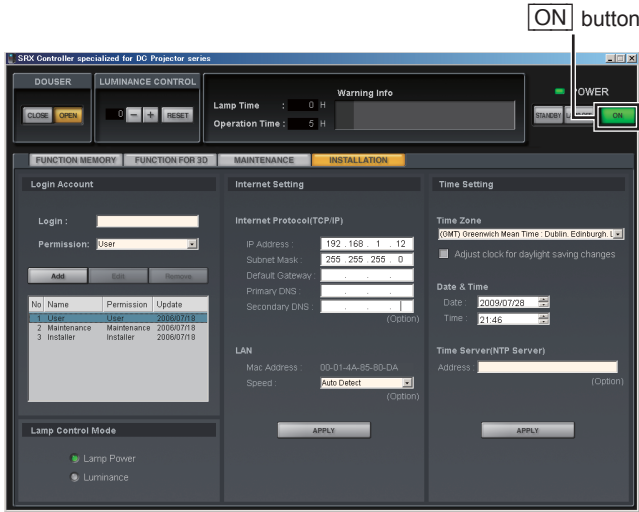 ON button
SRX Controller specialized for DC Projector series
DOUSER
CLOSE OPEN
LUMINANCE CONTROL
0 − + RESET
Lamp Time : 0 H
Operation Time : 5 H
Warning Info
POWER
STANDBY ON
FUNCTION MEMORY FUNCTION FOR 3D MAINTENANCE INSTALLATION
Login Account
Login :
Permission: User
Add Edit Remove
No Name Permission Update
1 User User 2006/07/18
2 Maintenance Maintenance 2006/07/18
3 Installer Installer 2006/07/18
Lamp Control Mode
Lamp Power
Luminance
Internet Setting
Internet Protocol(TCP/IP)
IP Address : 192 . 168 . 1 . 12
Subnet Mask : 255 . 255 . 255 . 0
Default Gateway : . . .
Primary DNS : . . .
Secondary DNS : . . .
(Option)
LAN
Mac Address : 00-01-4A-85-80-DA
Speed : Auto Detect
(Option)
APPLY
Time Setting
Time Zone
(GMT) Greenwich Mean Time : Dublin. Edinburgh. L
Adjust clock for daylight saving changes
Date & Time
Date : 2009/07/28
Time : 21:46
Time Server(NTP Server)
Address :
(Option)
APPLY